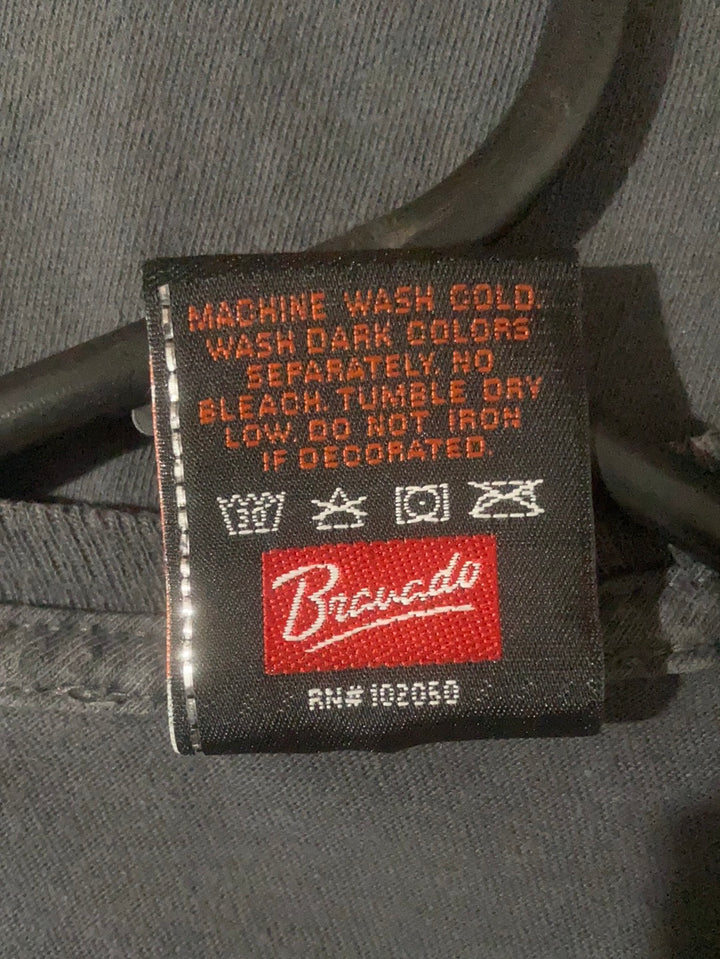 MACHINE WASH COLD.
WASH DARK COLORS
SEPARATELY. NO
BLEACH. TUMBLE DRY
LOW. DO NOT IRON
IF DECORATED.
30
Bravado
RN# 102050